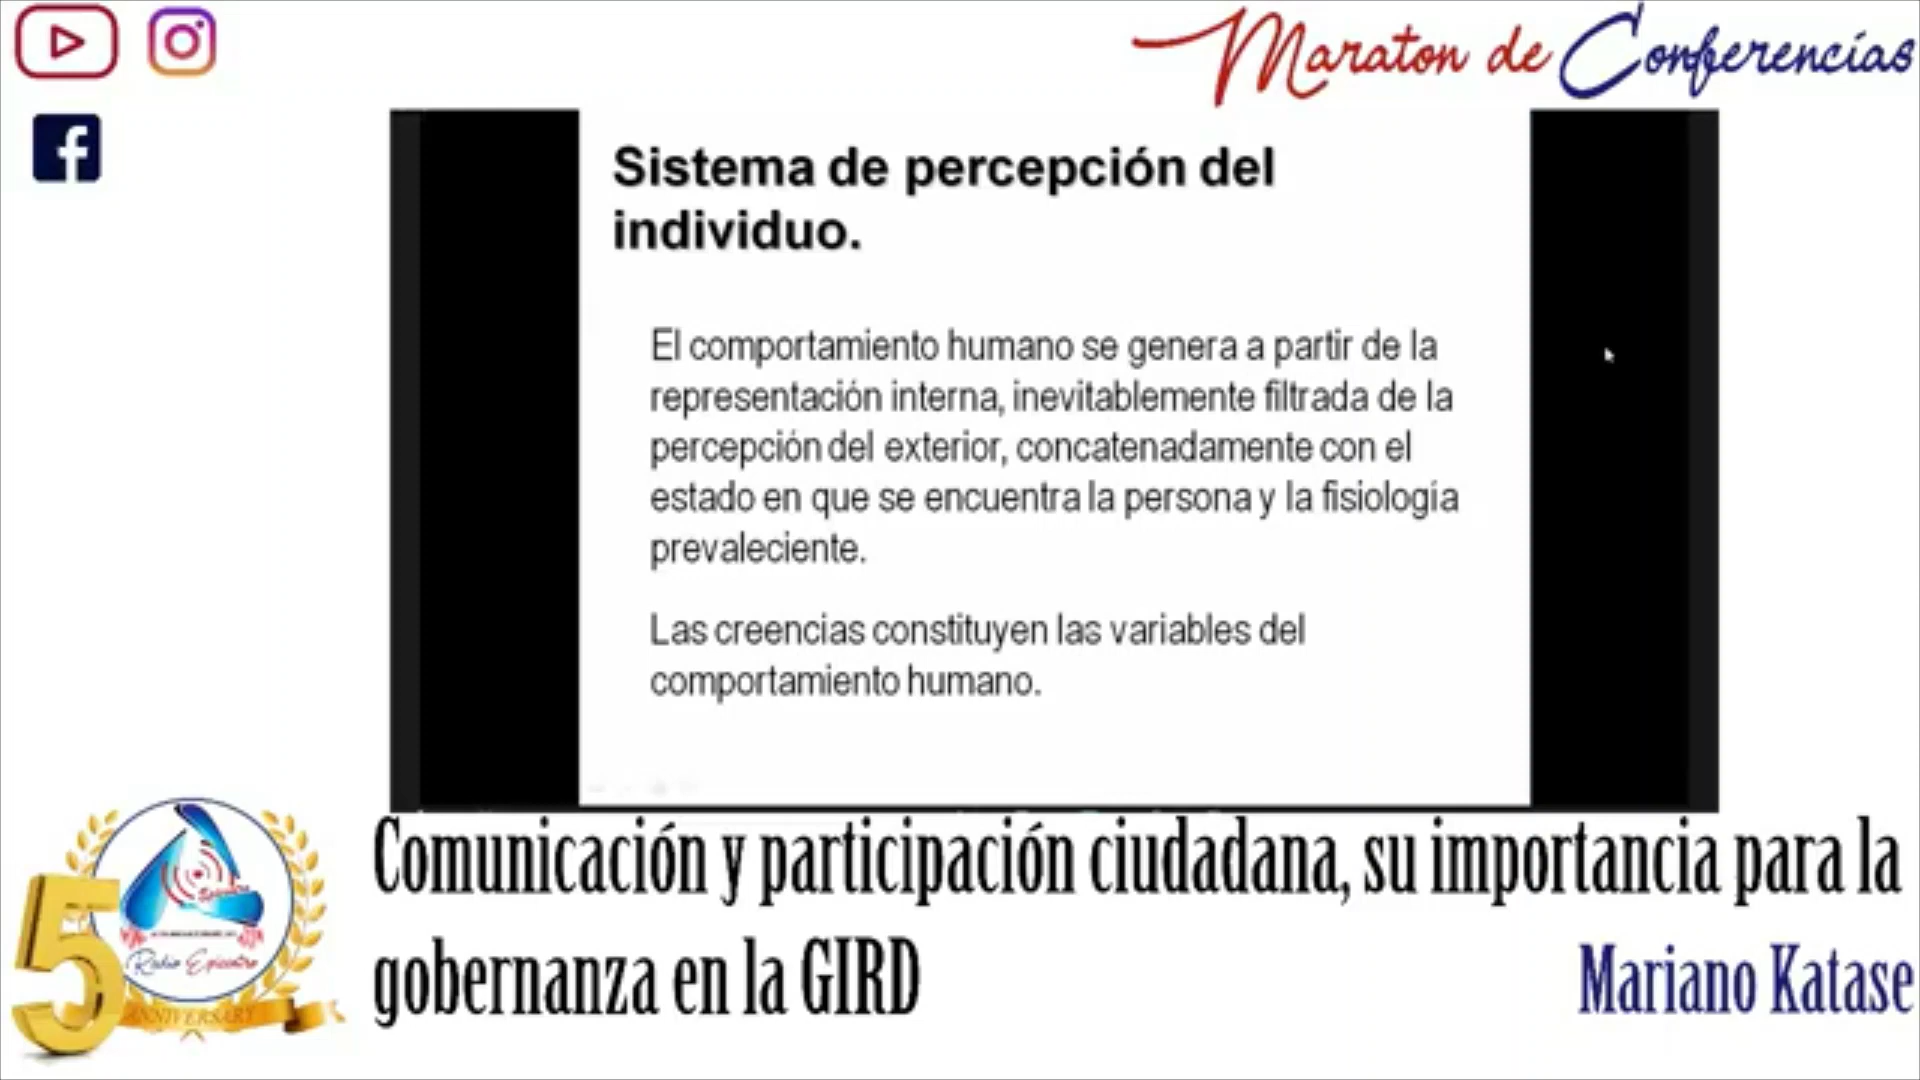 Maraton de Conferencias
Sistema de percepción del
individuo.
El comportamiento humano se genera a partir de la
representación interna, inevitablemente filtrada de la
percepción del exterior, concatenadamente con el
estado en que se encuentra la persona y la fisiología
prevaleciente.
Las creencias constituyen las variables del
comportamiento humano.
Comunicación y participación ciudadana, su importancia para la
gobernanza en la GIRD
Mariano Katase
5
Radio Epicentro
ANNIVERSARY